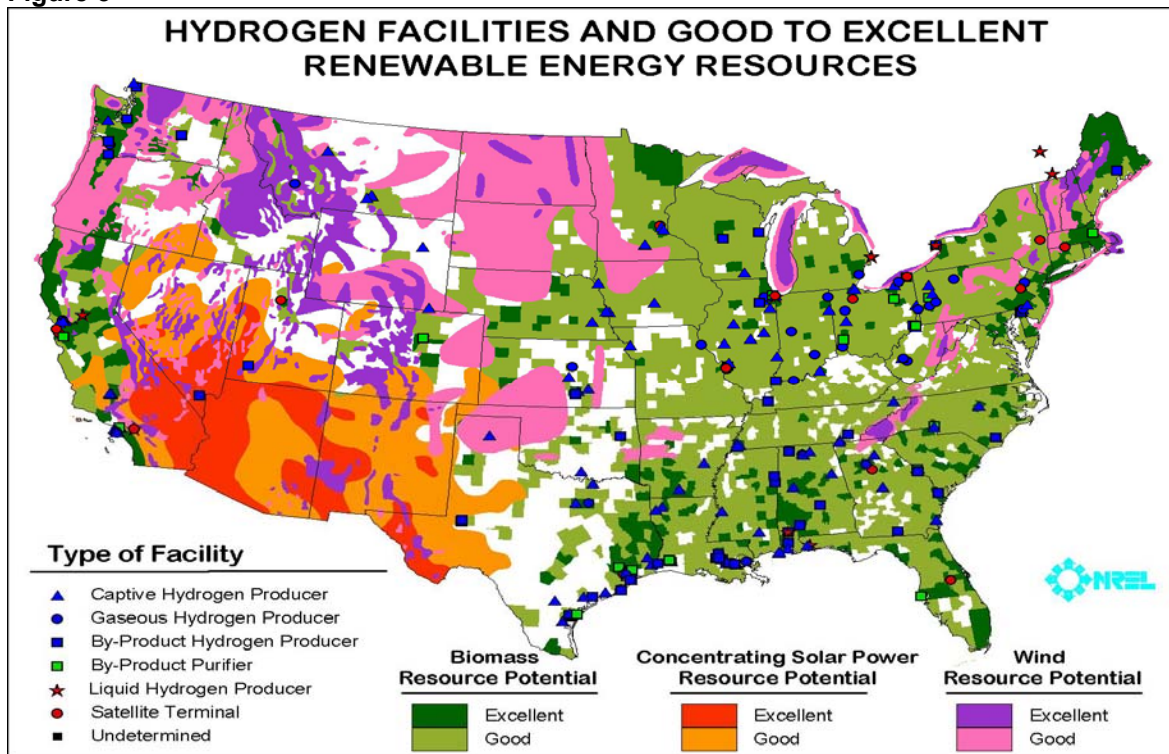 HYDROGEN FACILITIES AND GOOD TO EXCELLENT
RENEWABLE ENERGY RESOURCES
Type of Facility
Captive Hydrogen Producer
Gaseous Hydrogen Producer
By-Product Hydrogen Producer
By-Product Purifier
Liquid Hydrogen Producer
Satellite Terminal
Undetermined
Biomass
Resource Potential
Excellent
Good
Concentrating Solar Power
Resource Potential
Excellent
Good
Wind
Resource Potential
Excellent
Good
NREL